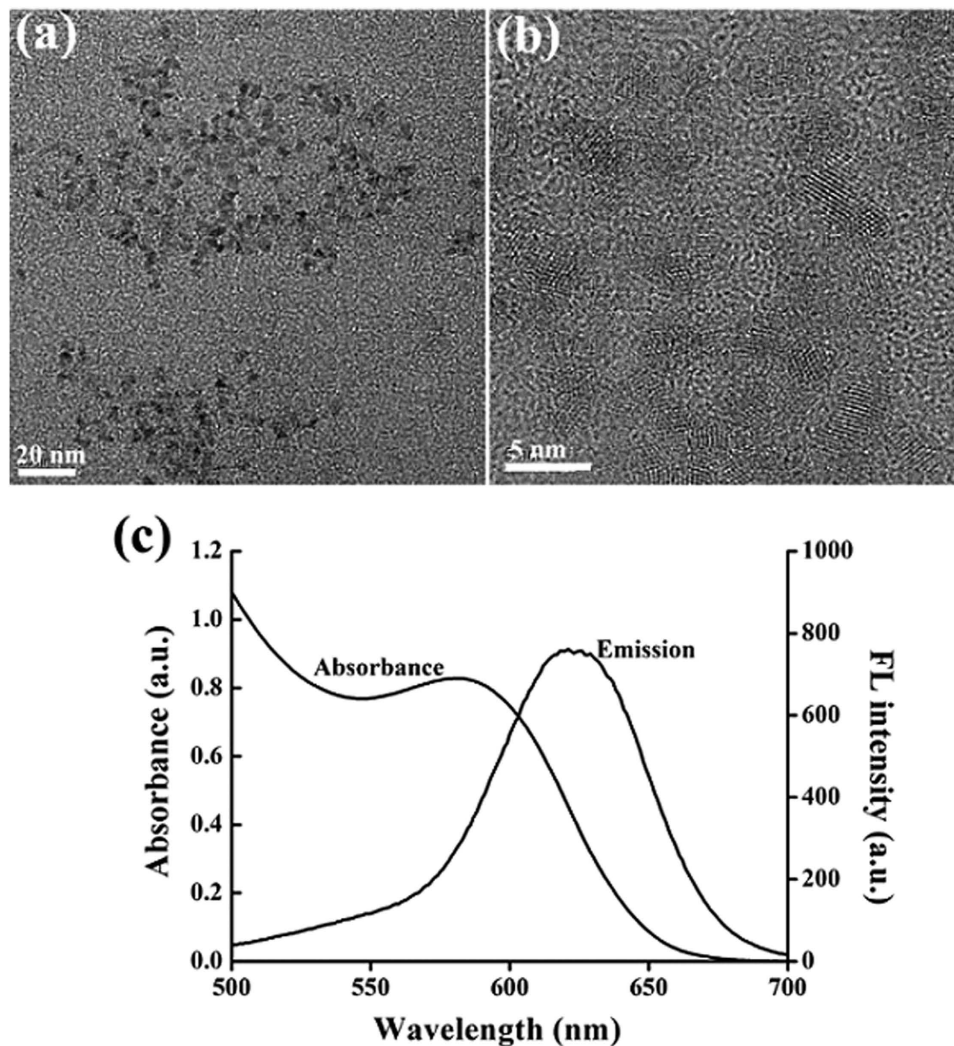 (a)
(b)
20 nm
5 nm
(c)
1.2
1.0
0.8
0.6
0.4
0.2
0.0
Absorbance (a.u.)
Absorbance
Emission
1000
800
600
400
200
0
FL intensity (a.u.)
500
550
600
650
700
Wavelength (nm)